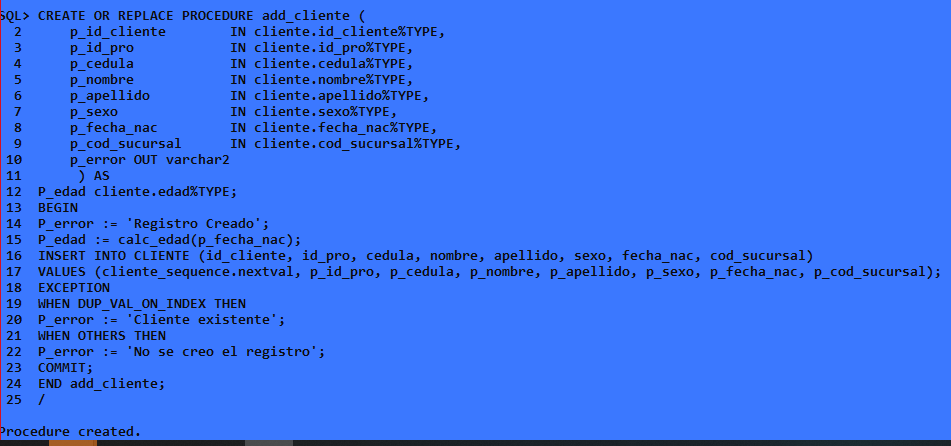 SQL> CREATE OR REPLACE PROCEDURE add_cliente (
2 p_id_cliente IN cliente.id_cliente%TYPE,
3 p_id_pro IN cliente.id_pro%TYPE,
4 p_cedula IN cliente.cedula%TYPE,
5 p_nombre IN cliente.nombre%TYPE,
6 p_apellido IN cliente.apellido%TYPE,
7 p_sexo IN cliente.sexo%TYPE,
8 p_fecha_nac IN cliente.fecha_nac%TYPE,
9 p_cod_sucursal IN cliente.cod_sucursal%TYPE,
10 p_error OUT varchar2
11 ) AS
12 P_edad cliente.edad%TYPE;
13 BEGIN
14 P_error := 'Registro Creado';
15 P_edad := calc_edad(p_fecha_nac);
16 INSERT INTO CLIENTE (id_cliente, id_pro, cedula, nombre, apellido, sexo, fecha_nac, cod_sucursal)
17 VALUES (cliente_sequence.nextval, p_id_pro, p_cedula, p_nombre, p_apellido, p_sexo, p_fecha_nac, p_cod_sucursal);
18 EXCEPTION
19 WHEN DUP_VAL_ON_INDEX THEN
20 P_error := 'Cliente existente';
21 WHEN OTHERS THEN
22 P_error := 'No se creo el registro';
23 COMMIT;
24 END add_cliente;
25 /
Procedure created.